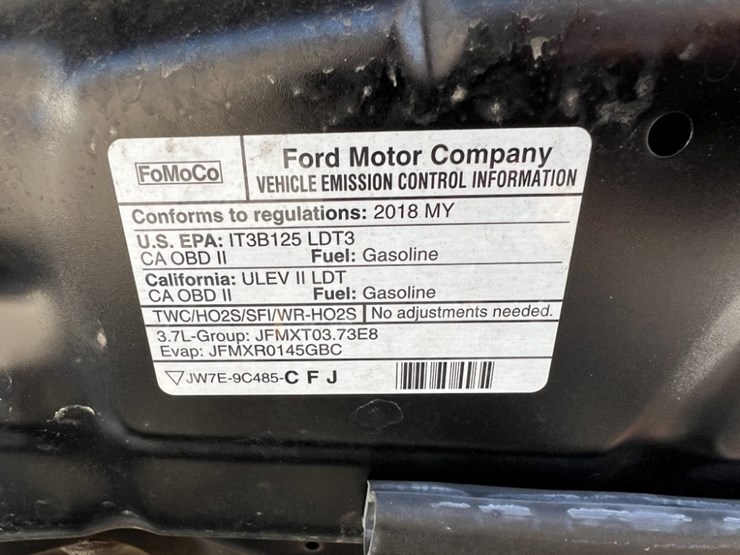 FoMoCo
Ford Motor Company
VEHICLE EMISSION CONTROL INFORMATION
Conforms to regulations: 2018 MY
U.S. EPA: IT3B125 LDT3
CA OBD II Fuel: Gasoline
California: ULEV II LDT
CA OBD II Fuel: Gasoline
TWC/HO2S/SFI/WR-HO2S No adjustments needed.
3.7L-Group: JFMXT03.73E8
Evap: JFMXR0145GBC
JW7E-9C485-C F J